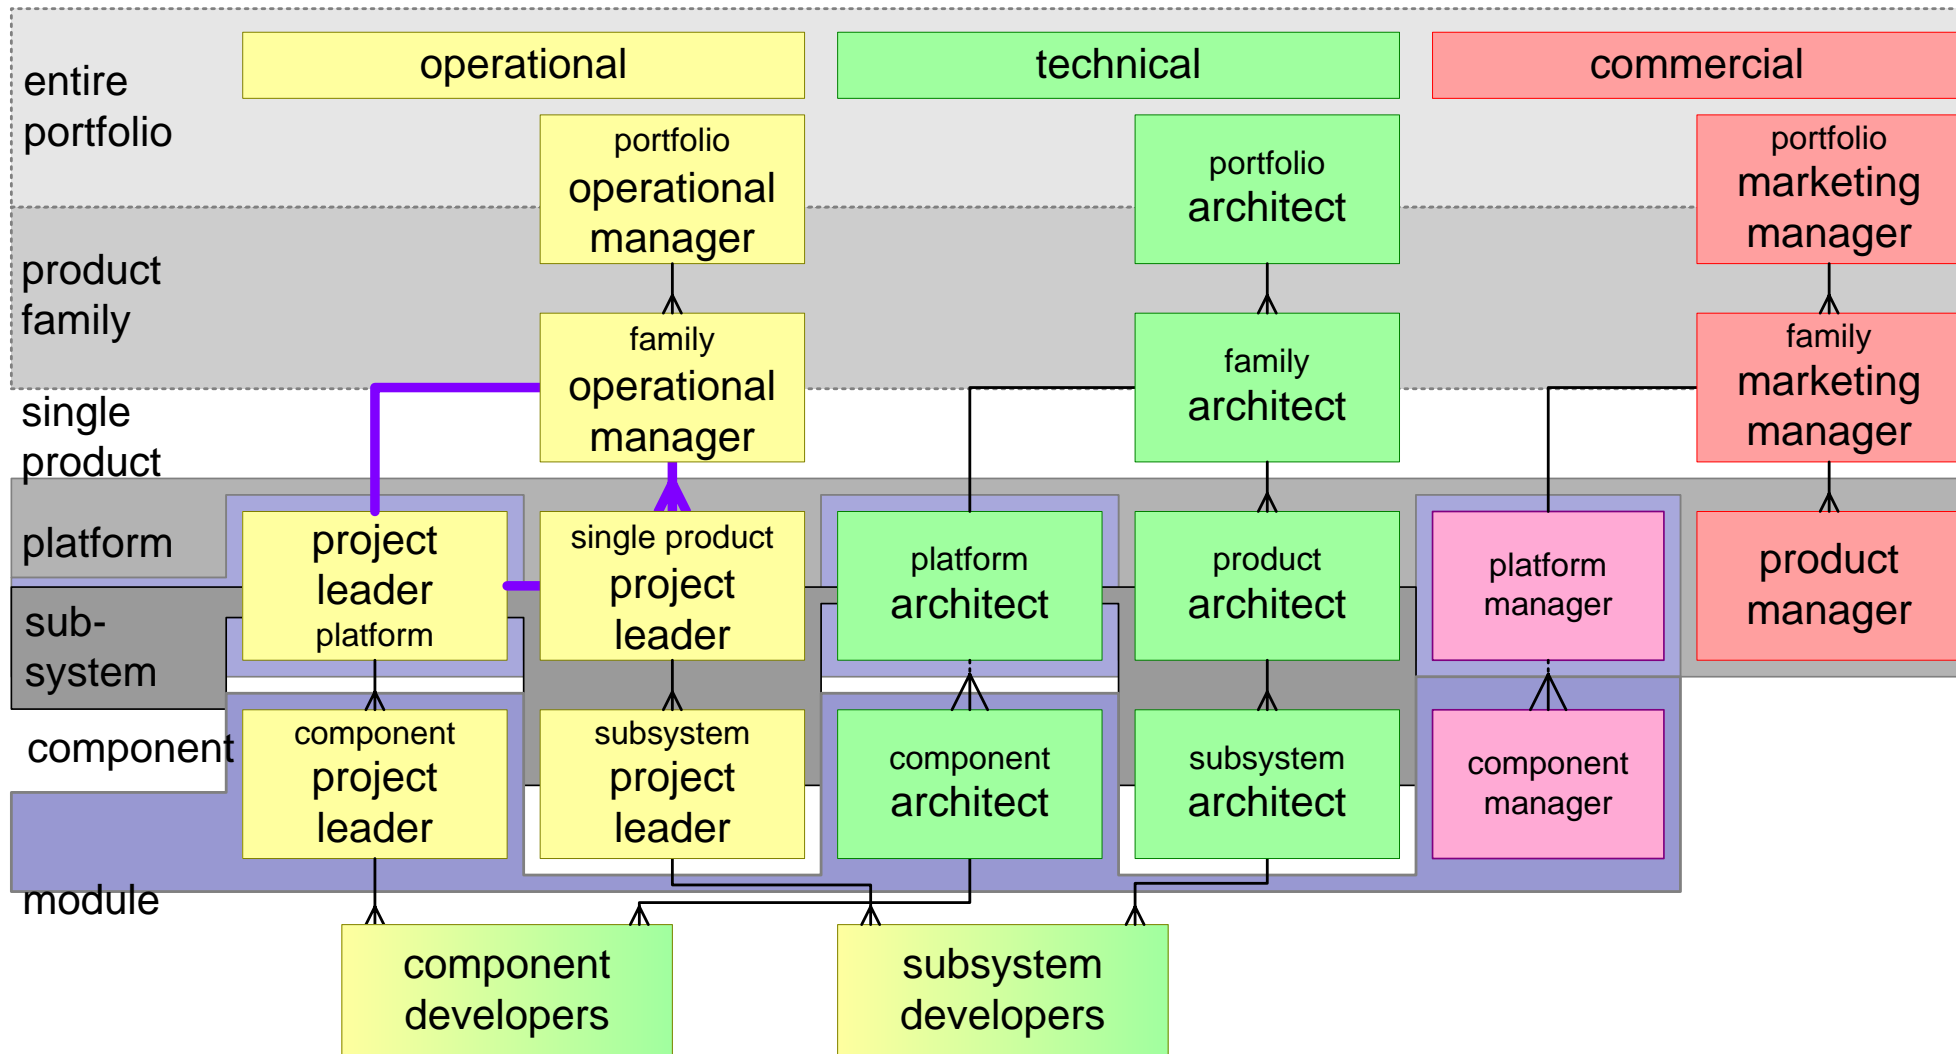 operational
technical
commercial
entire
portfolio
portfolio
operational
manager
portfolio
architect
portfolio
marketing
manager
product
family
family
operational
manager
family
architect
family
marketing
manager
single
product
platform
project
leader
platform
single product
project
leader
platform
architect
product
architect
platform
manager
product
manager
sub-
system
component
component
project
leader
subsystem
project
leader
component
architect
subsystem
architect
component
manager
module
component
developers
subsystem
developers